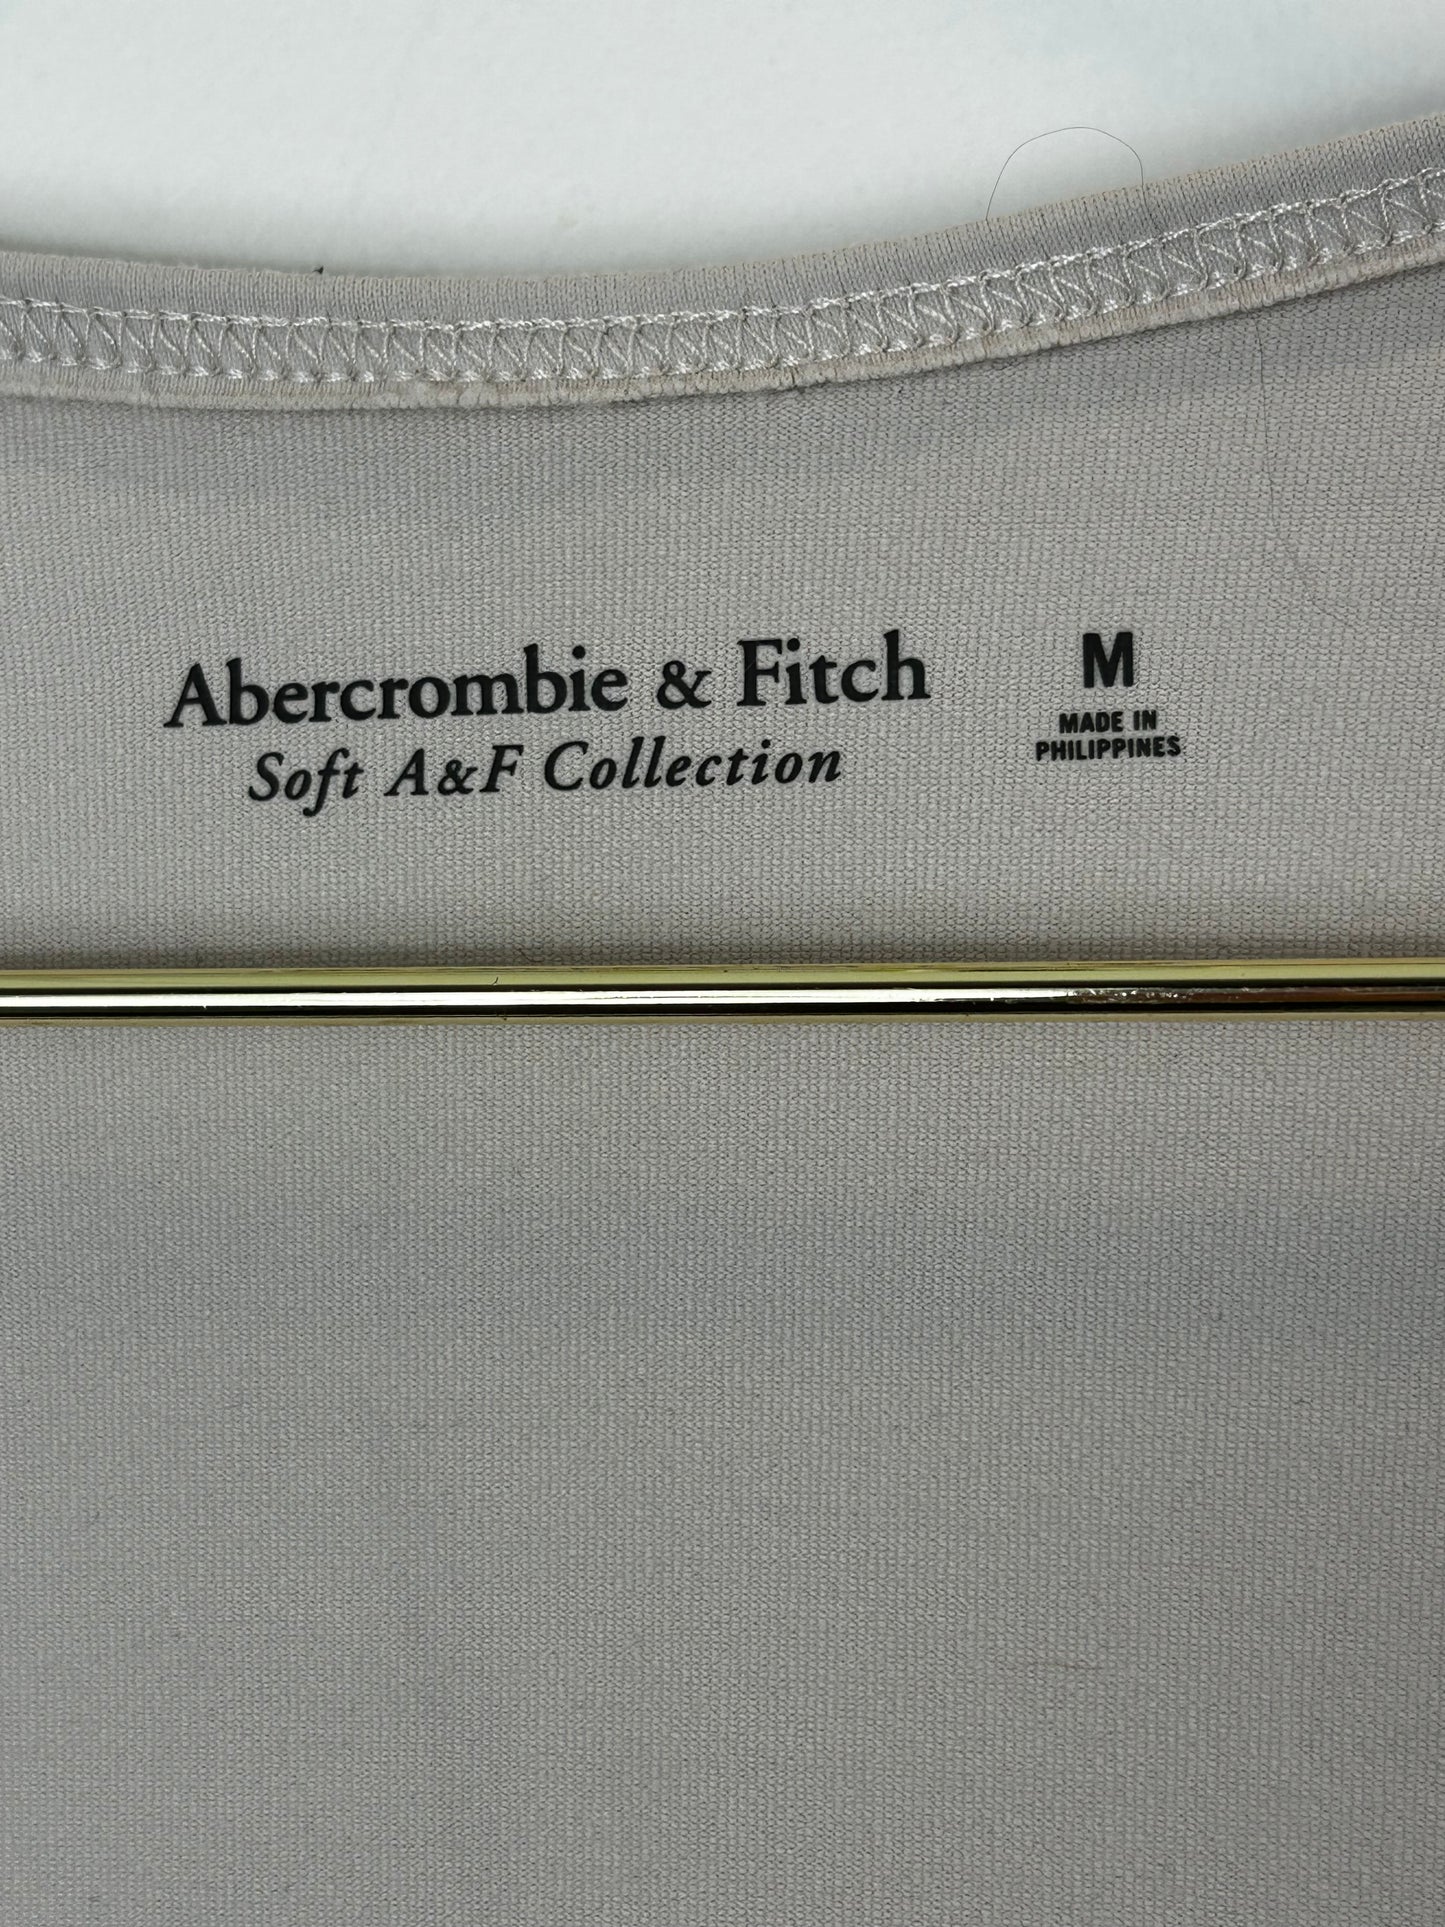 Abercrombie & Fitch
Soft A&F Collection
M
MADE IN
PHILIPPINES